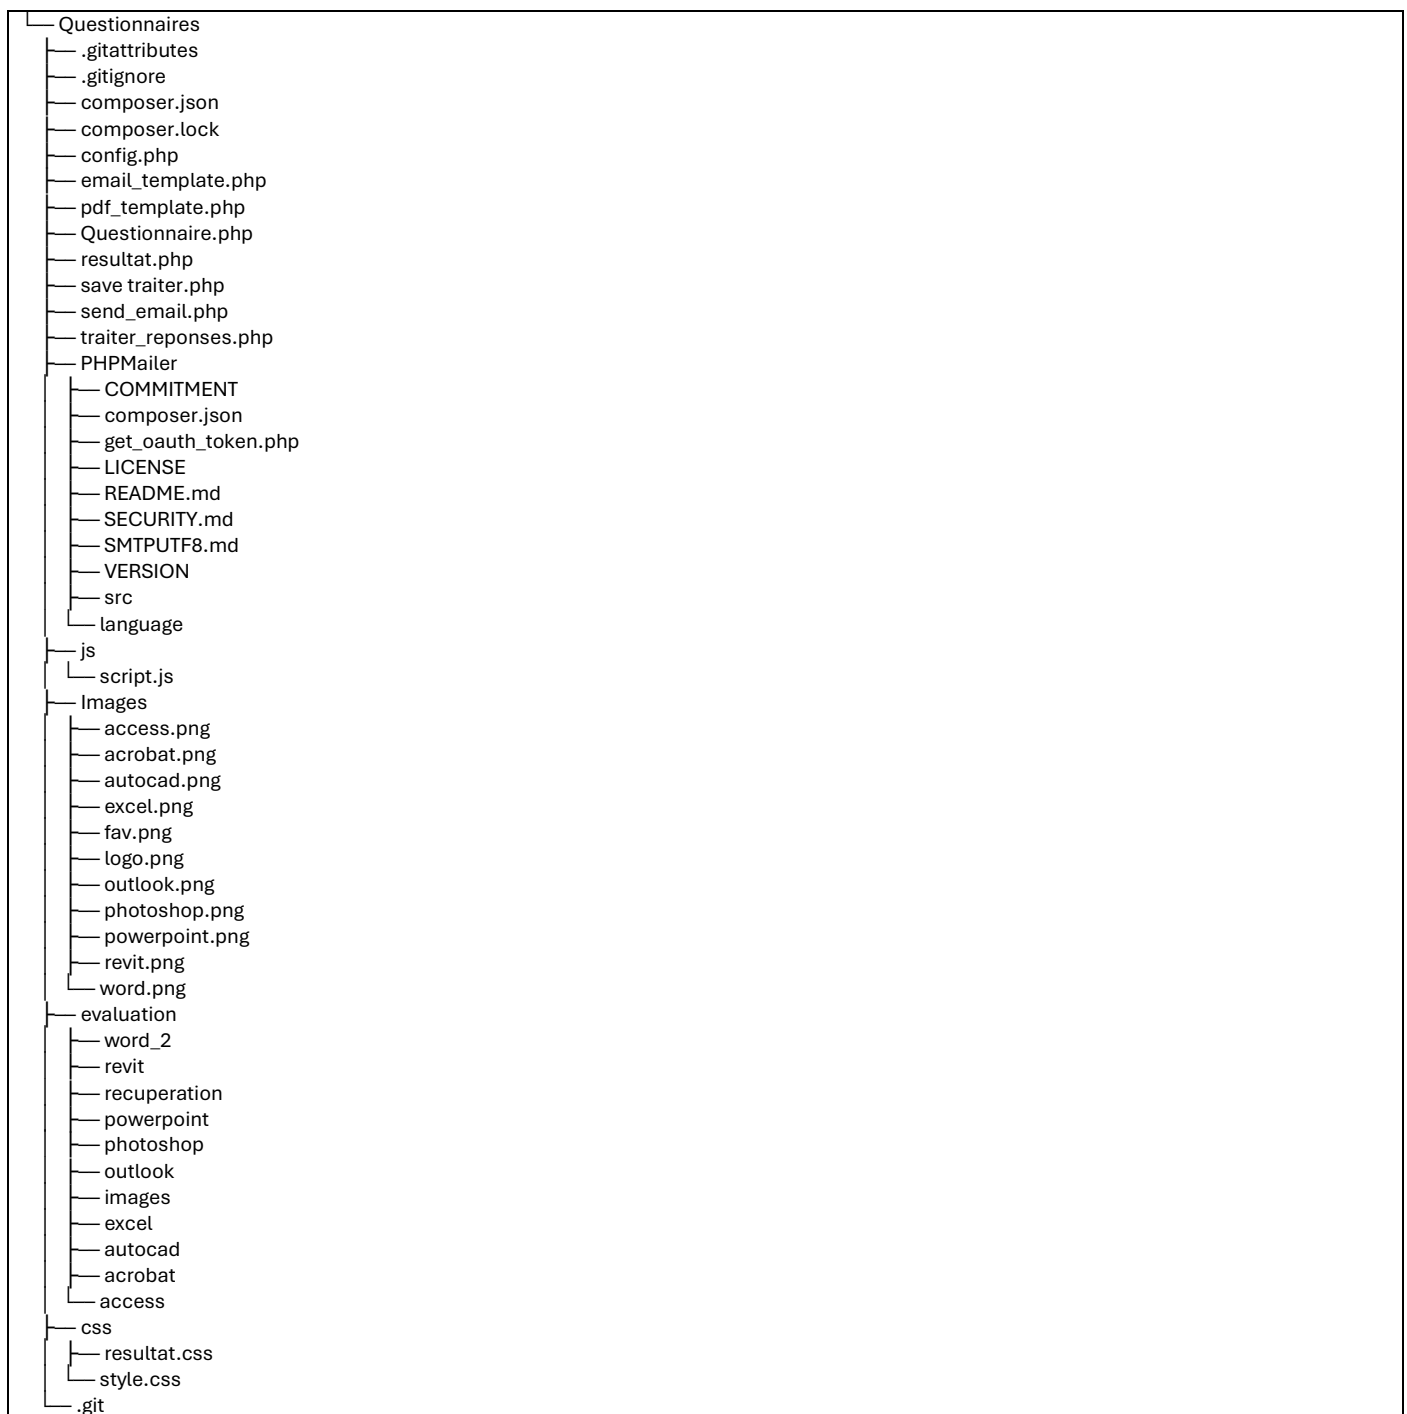 Questionnaires
.gitattributes
.gitignore
composer.json
composer.lock
config.php
email_template.php
pdf_template.php
Questionnaire.php
resultat.php
save traiter.php
send_email.php
traiter_reponses.php
PHPMailer
COMMITMENT
composer.json
get_oauth_token.php
LICENSE
README.md
SECURITY.md
SMTPUTF8.md
VERSION
src
language
js
script.js
Images
access.png
acrobat.png
autocad.png
excel.png
fav.png
logo.png
outlook.png
photoshop.png
powerpoint.png
revit.png
word.png
evaluation
word_2
revit
recuperation
powerpoint
photoshop
outlook
images
excel
autocad
acrobat
access
css
resultat.css
style.css
.git